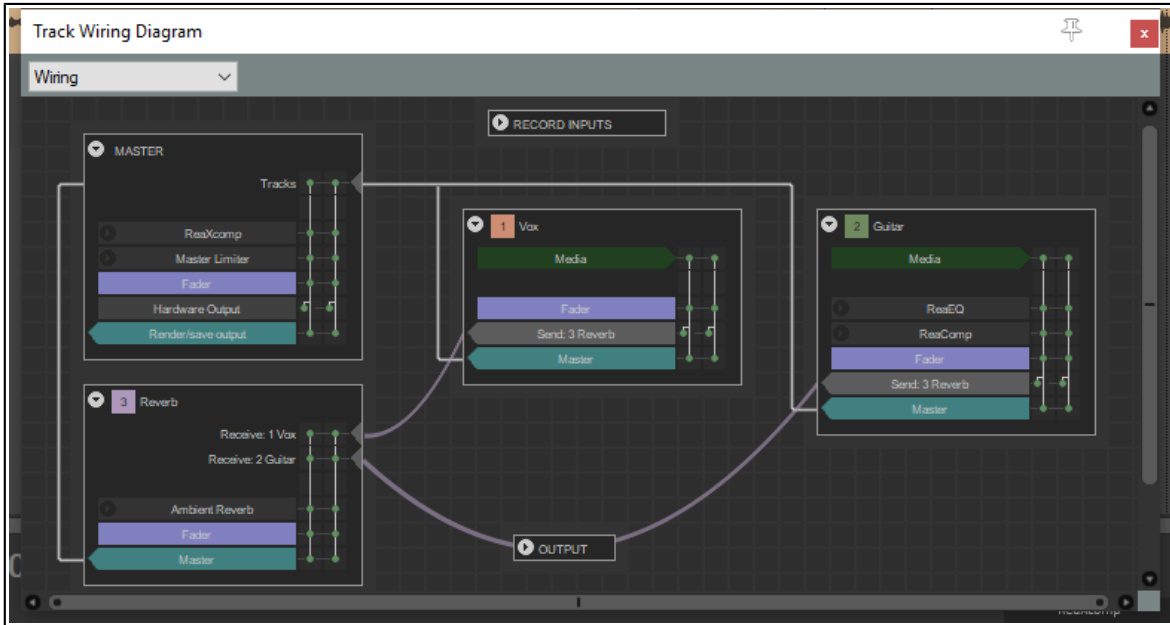 Track Wiring Diagram
x
Wiring
RECORD INPUTS
MASTER
Tracks
ReaXcomp
Master Limiter
Fader
Hardware Output
Render/save output
1 Vox
Media
Fader
Send: 3 Reverb
Master
2 Guitar
Media
ReaEQ
ReaComp
Fader
Send: 3 Reverb
Master
3 Reverb
Receive: 1 Vox
Receive: 2 Guitar
Ambient Reverb
Fader
Master
OUTPUT